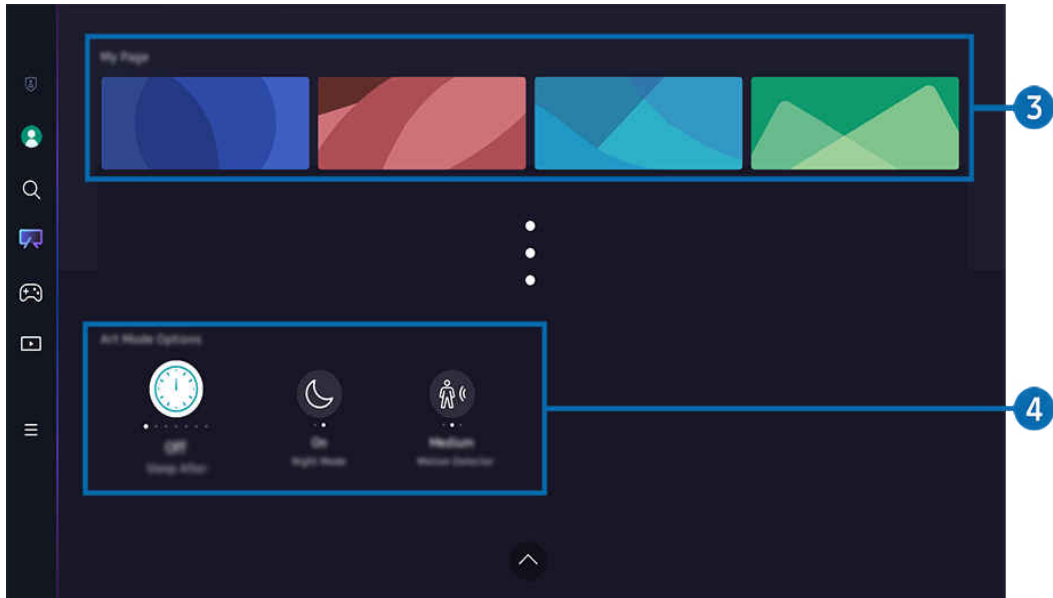 My Page
3
Art Mode Options
4
Off
On
Medium
Sleep After
Night Mode
Motion Detector